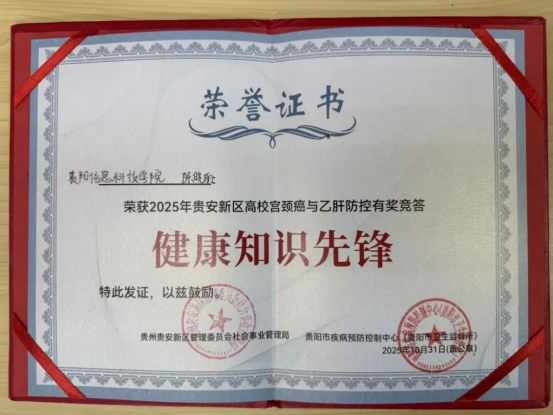 荣誉证书
贵阳信息科技学院
荣获2025年贵安新区高校宫颈癌与乙肝防控有奖竞答
健康知识先锋
特此发证，以兹鼓励。
贵州贵安新区管理委员会社会事业管理局 贵阳市疾病预防控制中心（贵阳市卫生监督所）
2025年10月31日(盖公章)